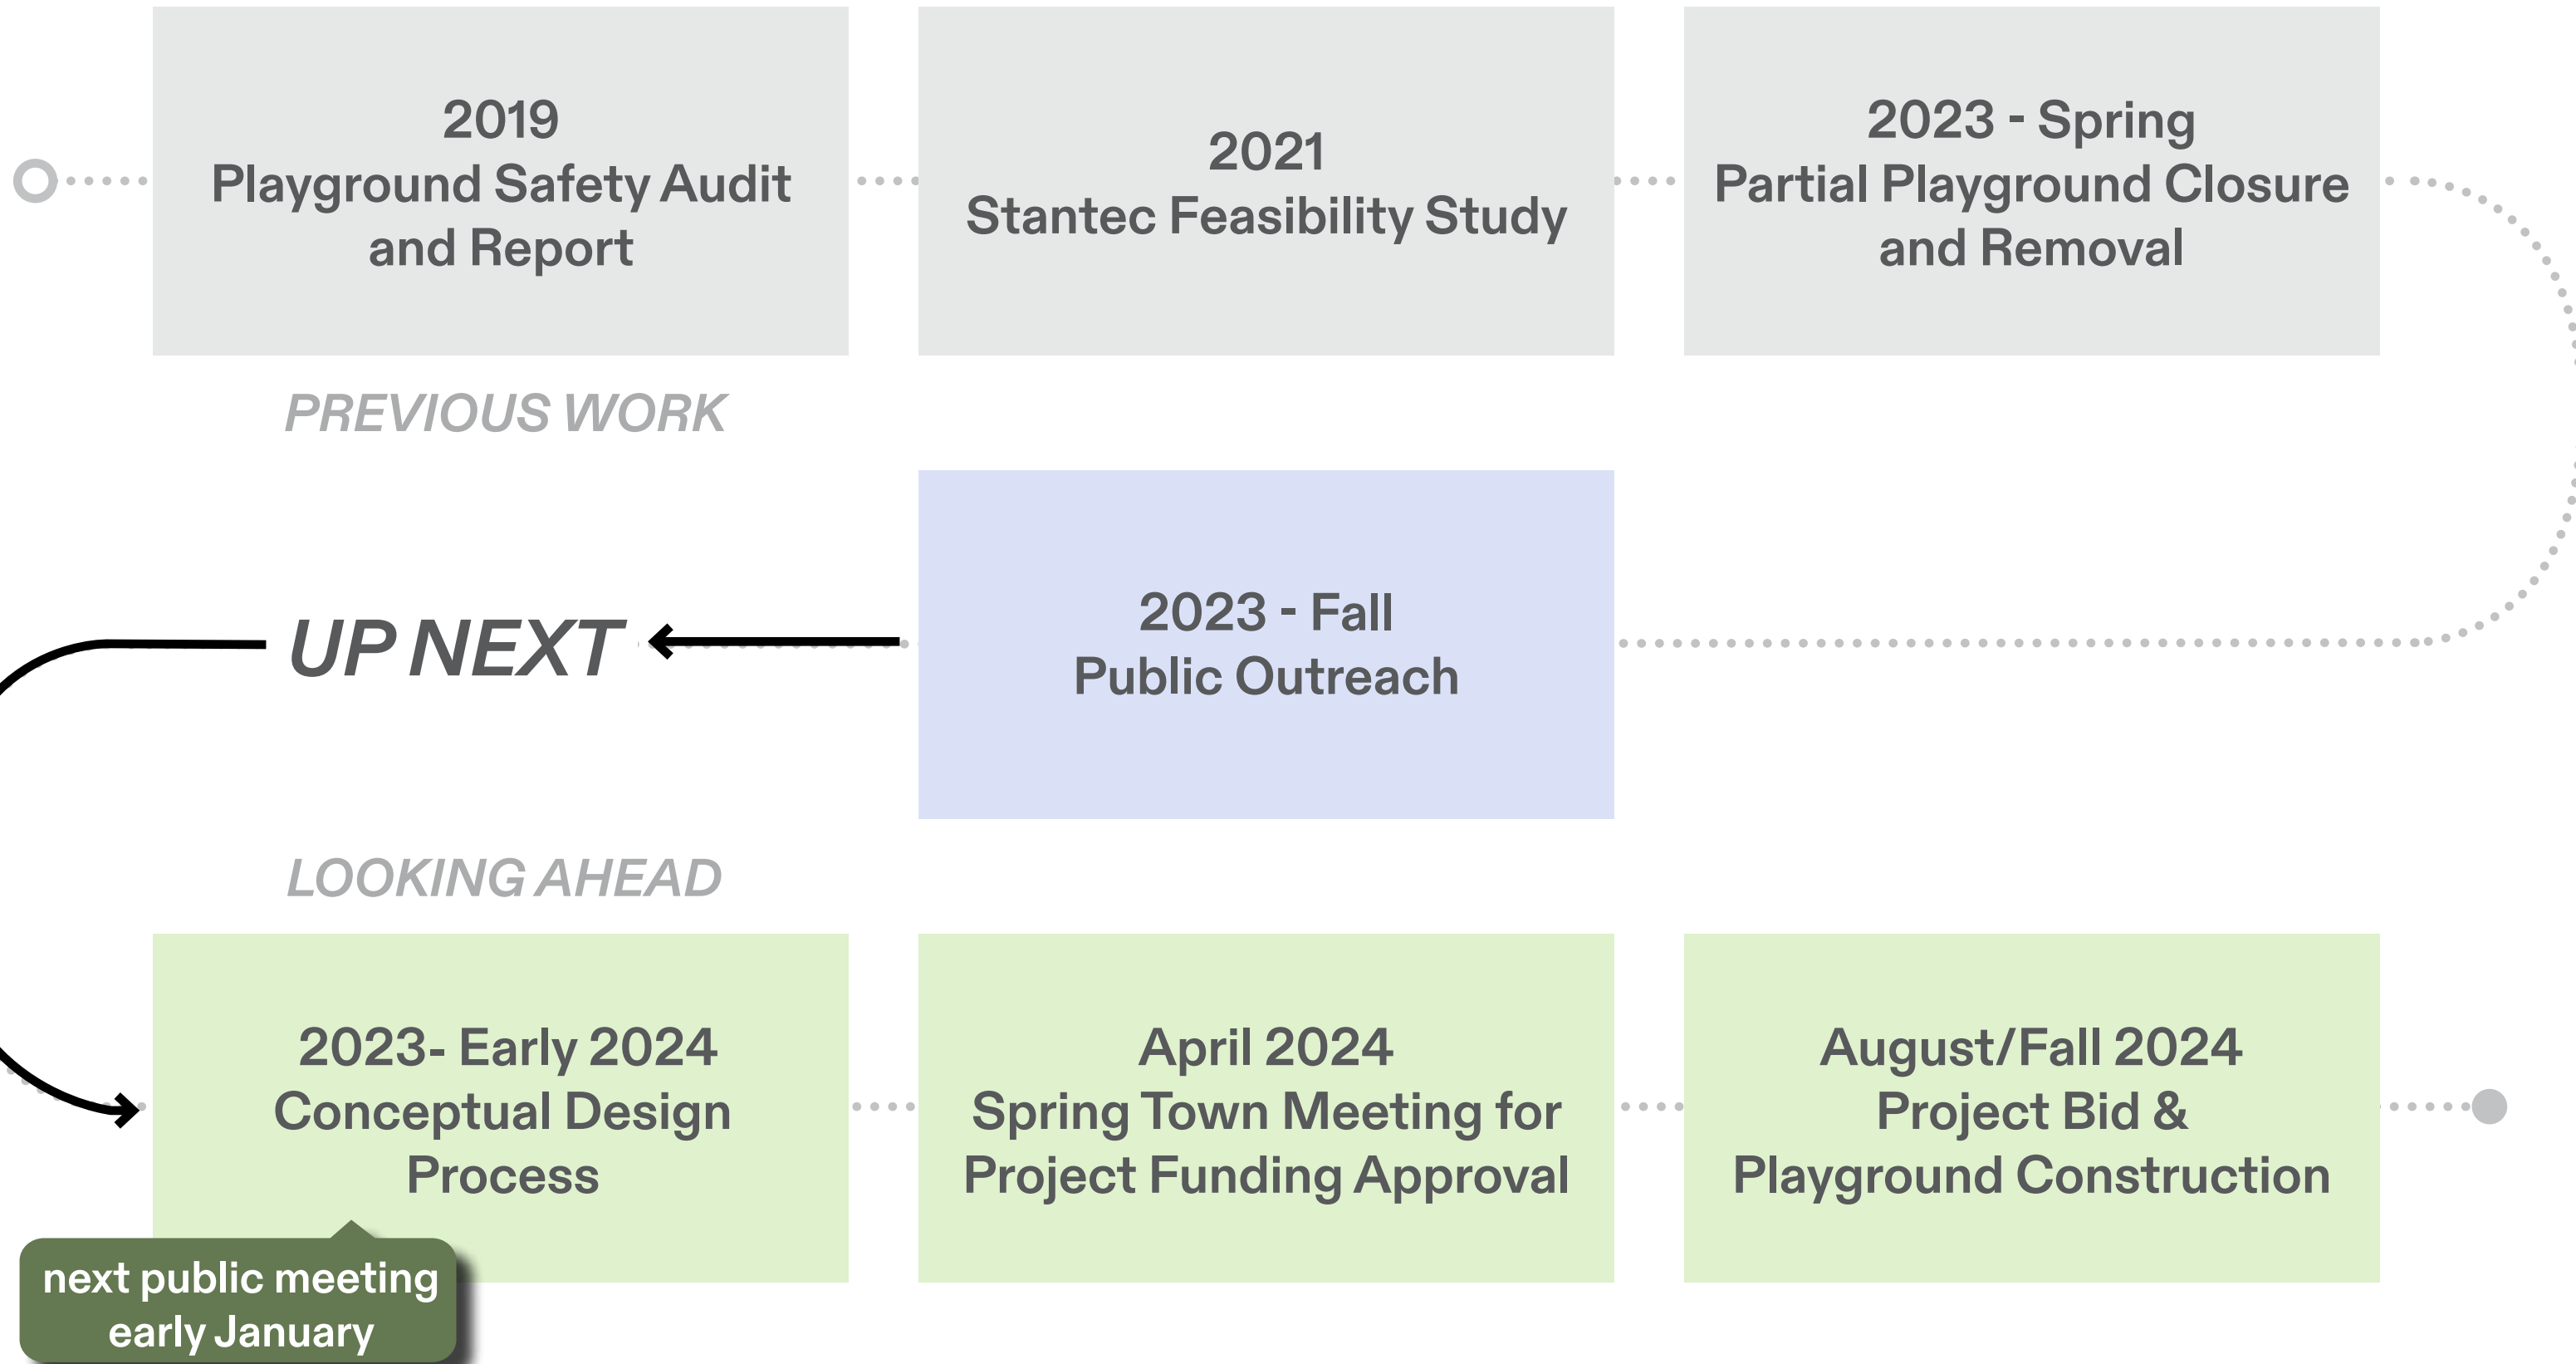 2019
Playground Safety Audit
and Report
2021
Stantec Feasibility Study
2023 - Spring
Partial Playground Closure
and Removal
PREVIOUS WORK
UP NEXT
2023 - Fall
Public Outreach
LOOKING AHEAD
2023- Early 2024
Conceptual Design
Process
next public meeting
early January
April 2024
Spring Town Meeting for
Project Funding Approval
August/Fall 2024
Project Bid &
Playground Construction